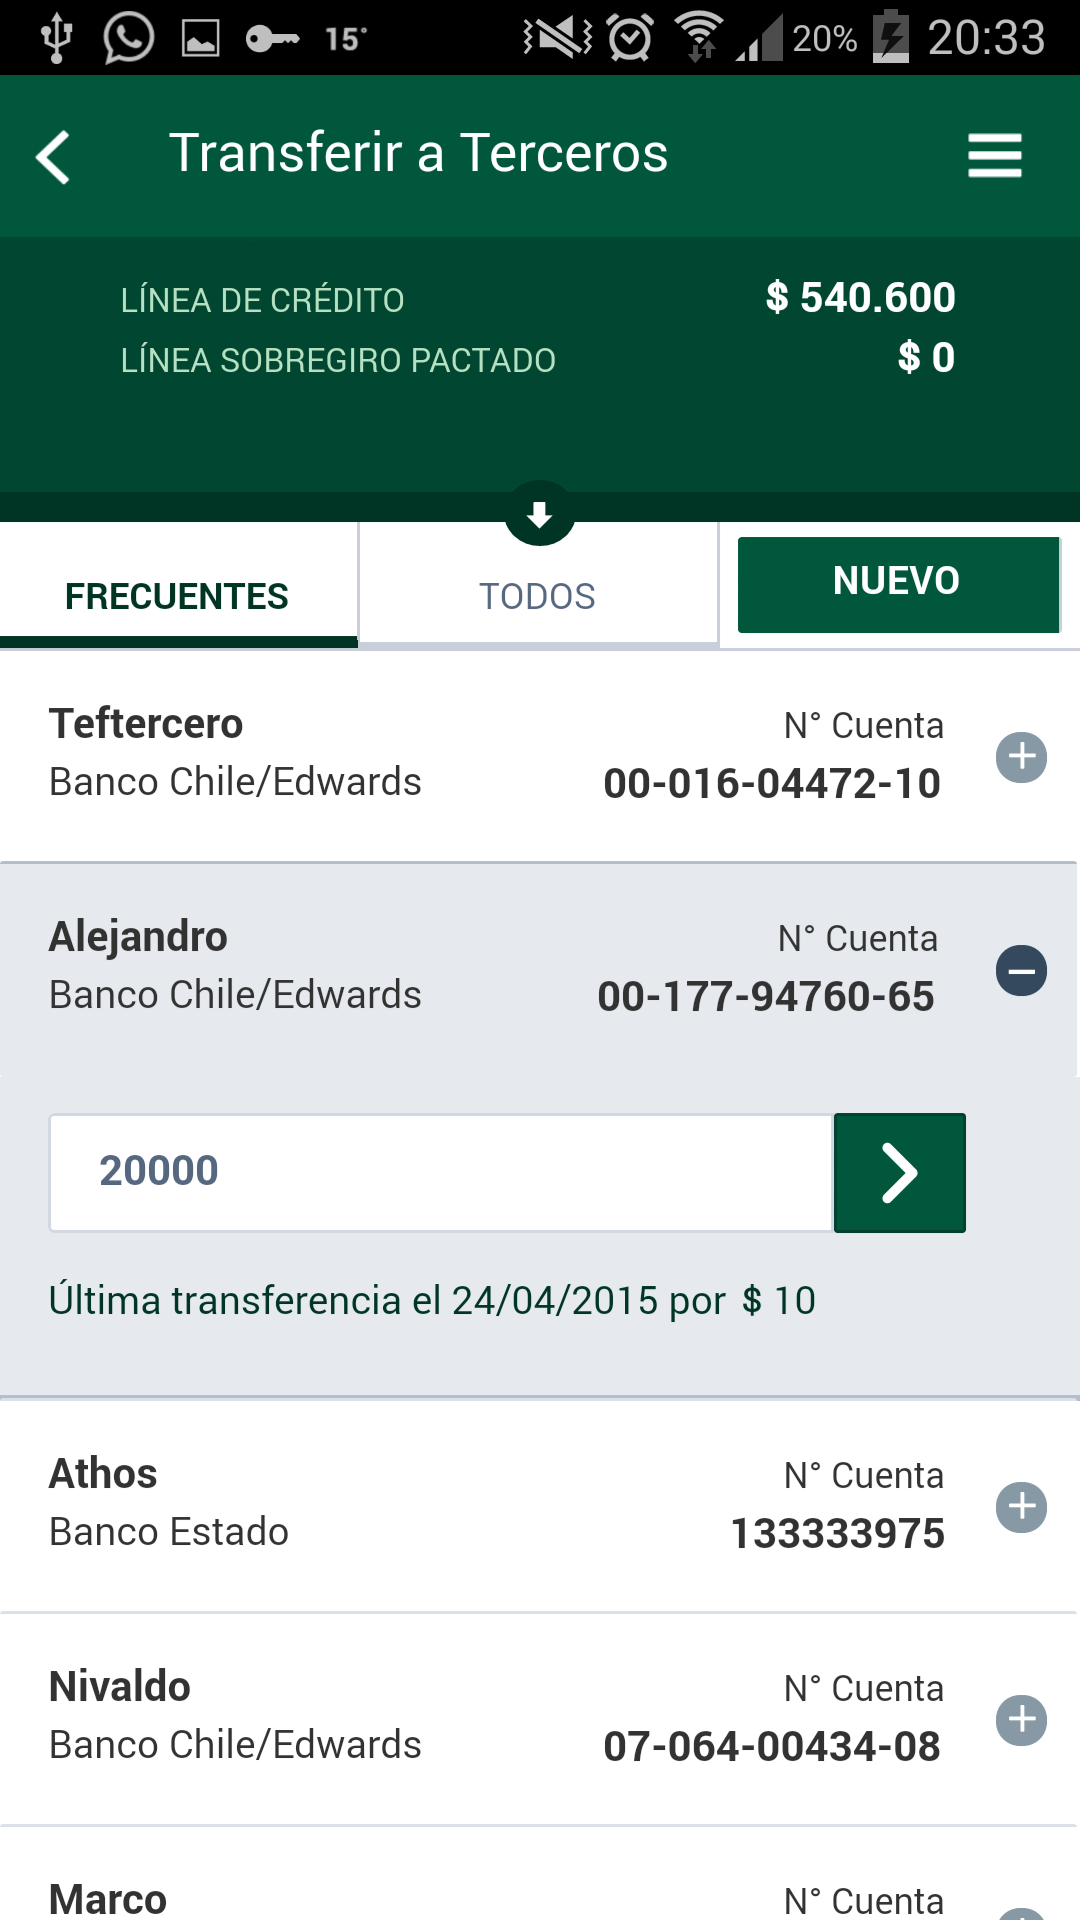 15°
20%
20:33
Transferir a Terceros
LÍNEA DE CRÉDITO $ 540.600
LÍNEA SOBREGIRO PACTADO $ 0
FRECUENTES TODOS NUEVO
Teftercero N° Cuenta
Banco Chile/Edwards 00-016-04472-10
Alejandro N° Cuenta
Banco Chile/Edwards 00-177-94760-65
20000
Última transferencia el 24/04/2015 por $ 10
Athos N° Cuenta
Banco Estado 133333975
Nivaldo N° Cuenta
Banco Chile/Edwards 07-064-00434-08
Marco N° Cuenta